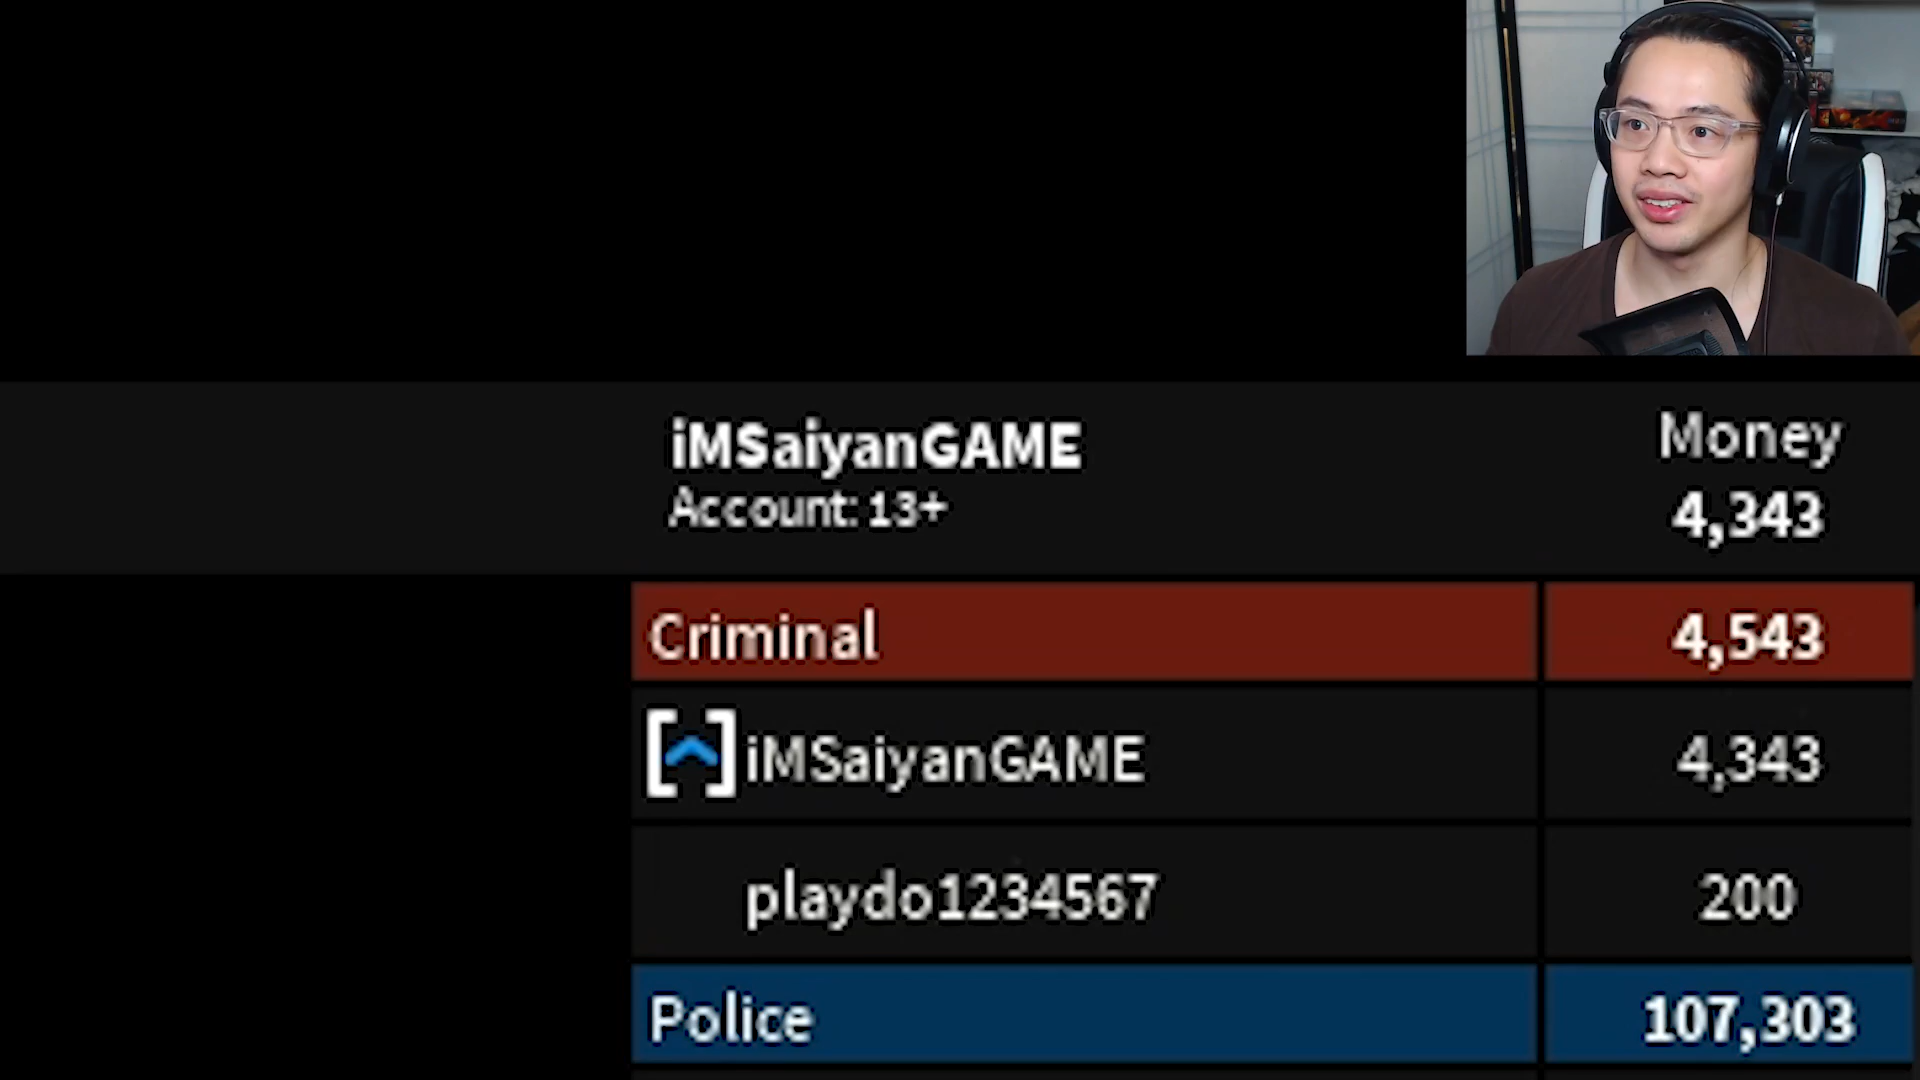 iMSaiyanGAME
Account: 13+
Money
4,343
Criminal 4,543
iMSaiyanGAME 4,343
playdo1234567 200
Police 107,303